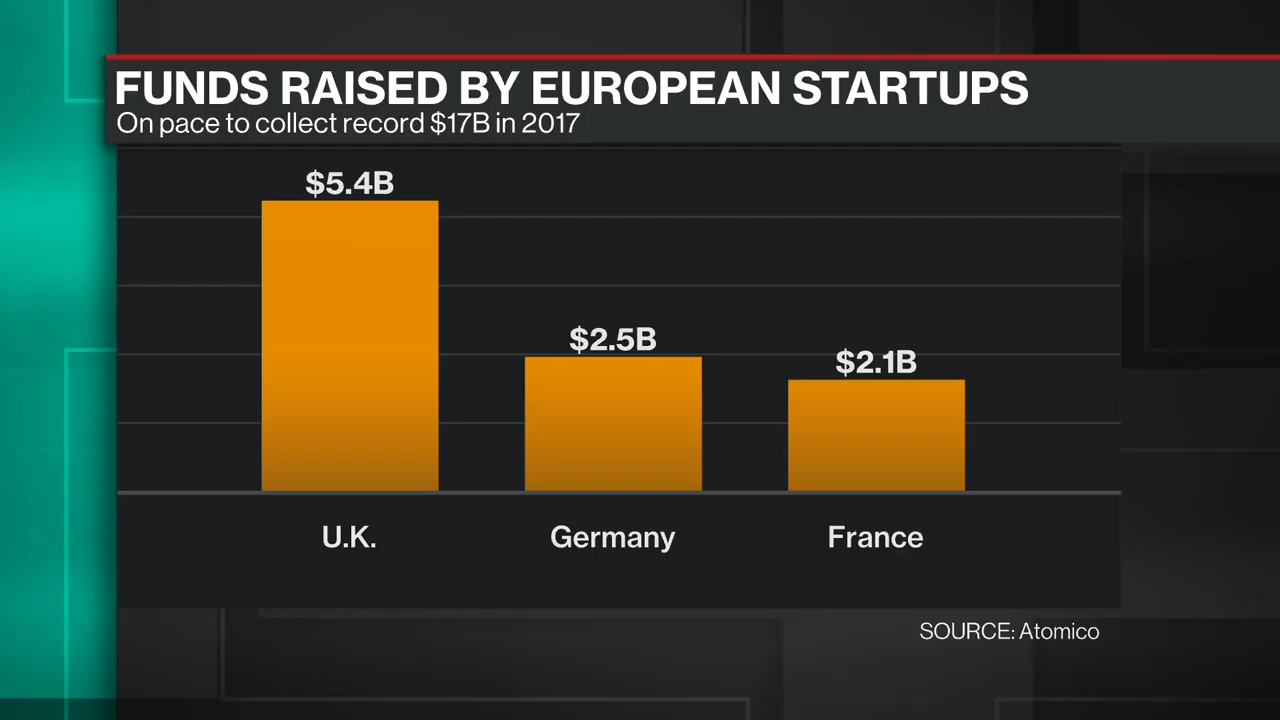 FUNDS RAISED BY EUROPEAN STARTUPS
On pace to collect record $17B in 2017
$5.4B
$2.5B
$2.1B
U.K.
Germany
France
SOURCE: Atomico